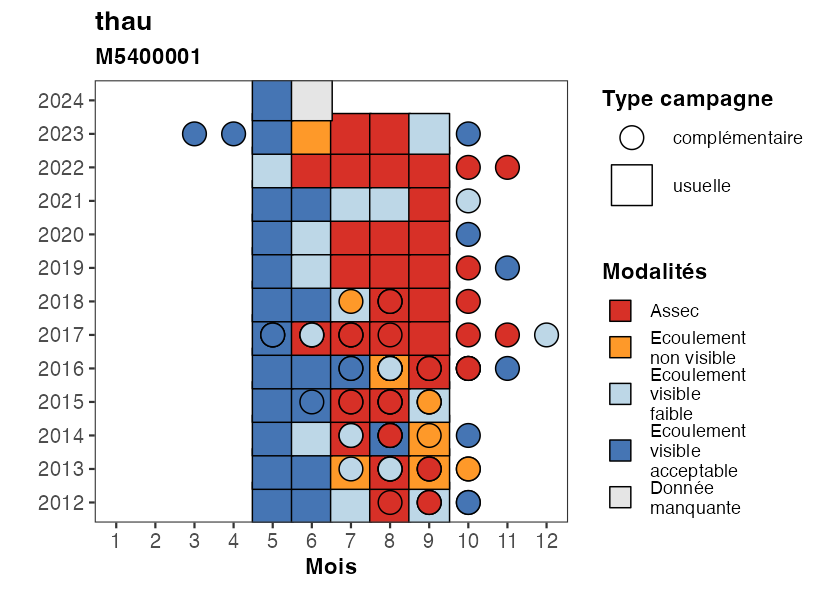 thau
M5400001
2024
2023
2022
2021
2020
2019
2018
2017
2016
2015
2014
2013
2012
1 2 3 4 5 6 7 8 9 10 11 12
Mois
Type campagne
complémentaire
usuelle
Modalités
Assec
Ecoulement
non visible
Ecoulement
visible
faible
Ecoulement
visible
acceptable
Donnée
manquante